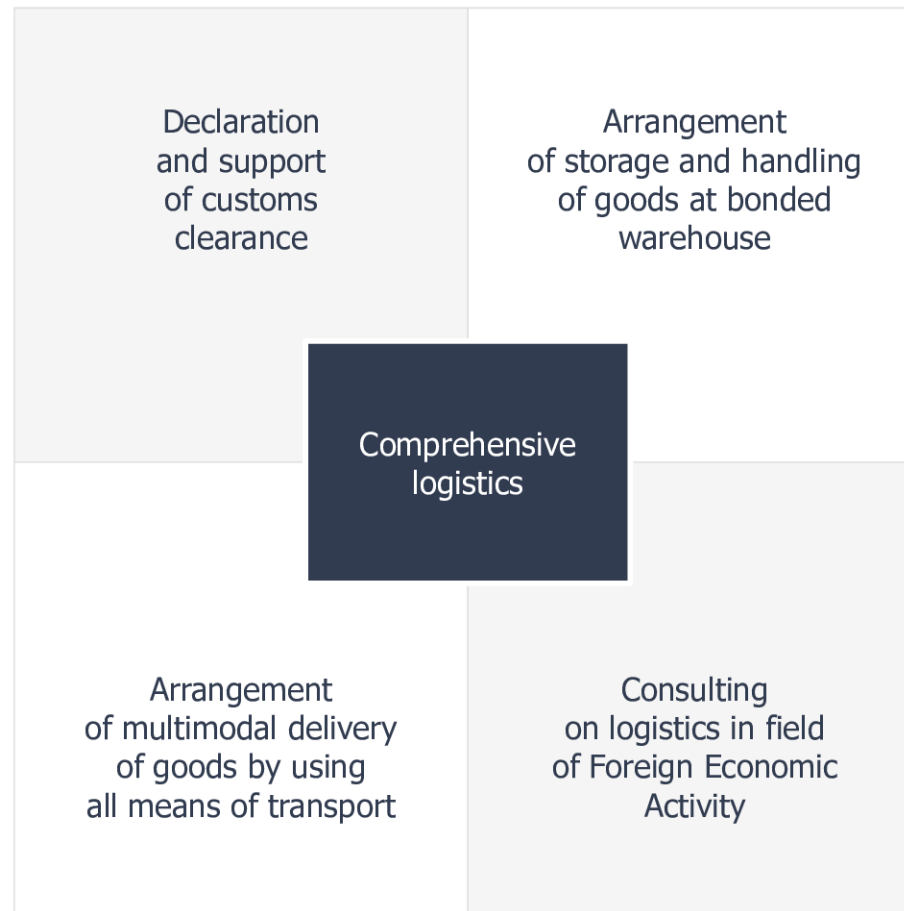 Declaration
and support
of customs
clearance
Arrangement
of storage and handling
of goods at bonded
warehouse
Comprehensive
logistics
Arrangement
of multimodal delivery
of goods by using
all means of transport
Consulting
on logistics in field
of Foreign Economic
Activity